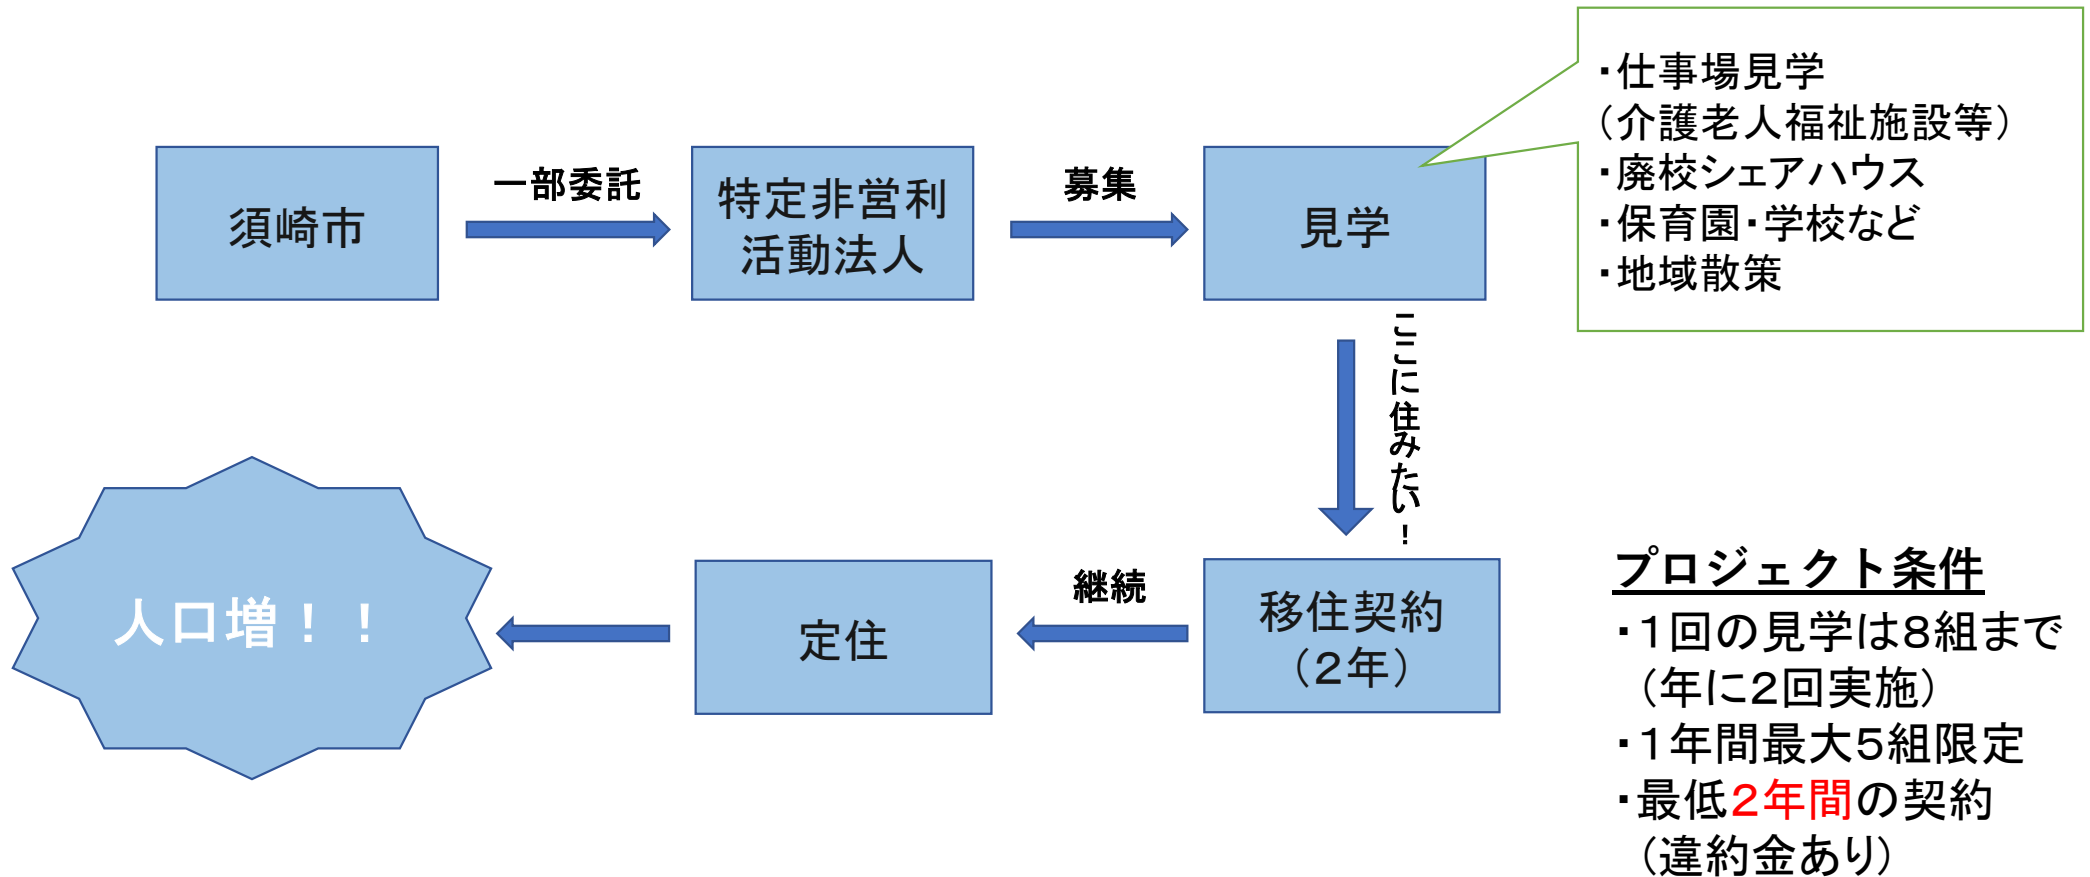 須崎市
一部委託
特定非営利
活動法人
募集
見学
・仕事場見学
（介護老人福祉施設等）
・廃校シェアハウス
・保育園・学校など
・地域散策
ここに住みたい！
移住契約
（２年）
継続
定住
人口増！！
プロジェクト条件
・１回の見学は８組まで
（年に２回実施）
・１年間最大５組限定
・最低２年間の契約
（違約金あり）